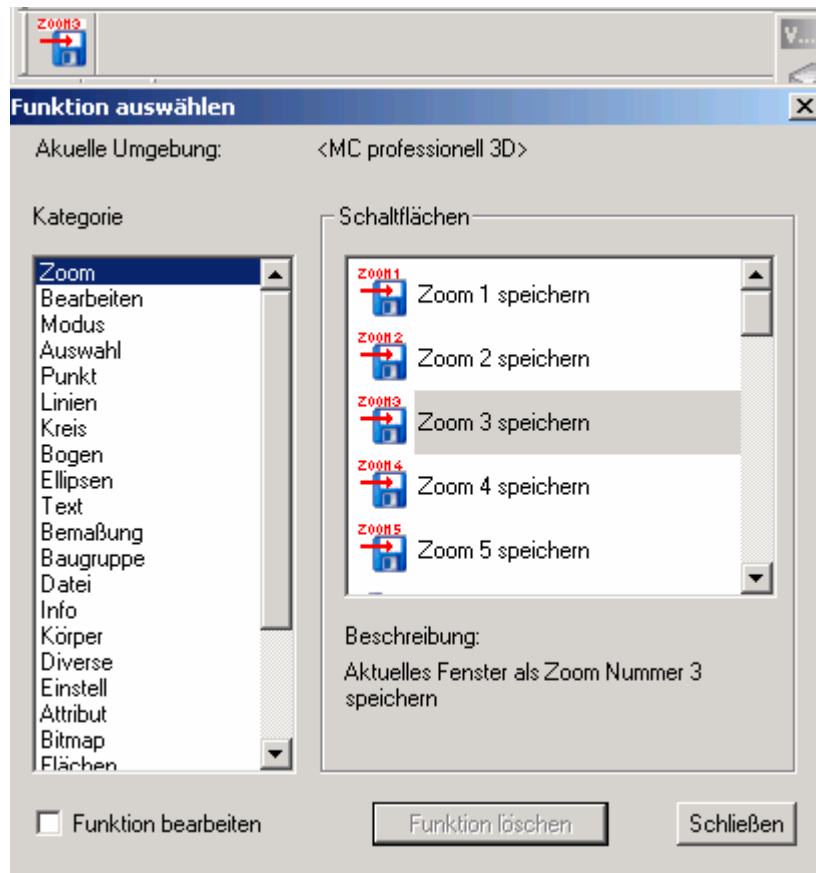 ZOOM3
V...
Funktion auswählen
Akuelle Umgebung: <MC professionell 3D>
Kategorie
Schaltflächen
Zoom
Bearbeiten
Modus
Auswahl
Punkt
Linien
Kreis
Bogen
Ellipsen
Text
Bemaßung
Baugruppe
Datei
Info
Körper
Diverse
Einstell
Attribut
Bitmap
Flächen
ZOOM1
Zoom 1 speichern
ZOOM2
Zoom 2 speichern
ZOOM3
Zoom 3 speichern
ZOOM4
Zoom 4 speichern
ZOOM5
Zoom 5 speichern
Beschreibung:
Aktuelles Fenster als Zoom Nummer 3
speichern
Funktion bearbeiten
Funktion löschen
Schließen